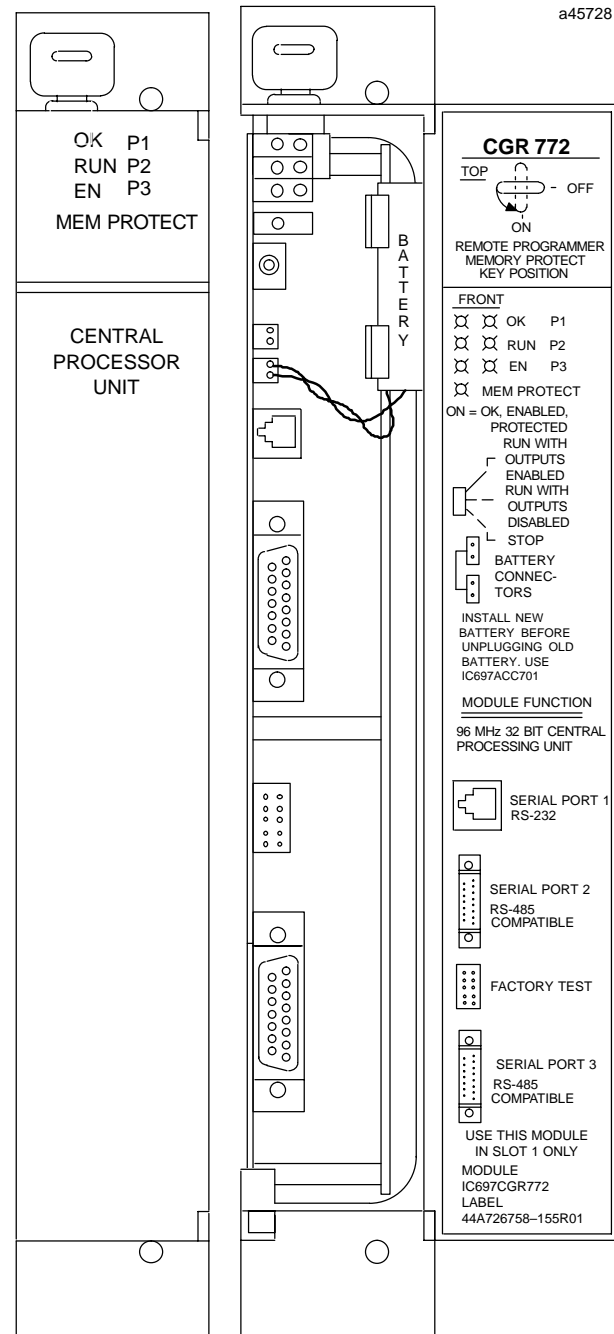 a45728
OK P1
RUN P2
EN P3
MEM PROTECT
CENTRAL
PROCESSOR
UNIT
BATTERY
CGR 772
TOP
OFF
ON
REMOTE PROGRAMMER
MEMORY PROTECT
KEY POSITION
FRONT
OK P1
RUN P2
EN P3
MEM PROTECT
ON = OK, ENABLED,
PROTECTED
RUN WITH
OUTPUTS
ENABLED
RUN WITH
OUTPUTS
DISABLED
STOP
BATTERY
CONNEC-
TORS
INSTALL NEW
BATTERY BEFORE
UNPLUGGING OLD
BATTERY. USE
IC697ACC701
MODULE FUNCTION
96 MHz 32 BIT CENTRAL
PROCESSING UNIT
SERIAL PORT 1
RS-232
SERIAL PORT 2
RS-485
COMPATIBLE
FACTORY TEST
SERIAL PORT 3
RS-485
COMPATIBLE
USE THIS MODULE
IN SLOT 1 ONLY
MODULE
IC697CGR772
LABEL
44A726758–155R01